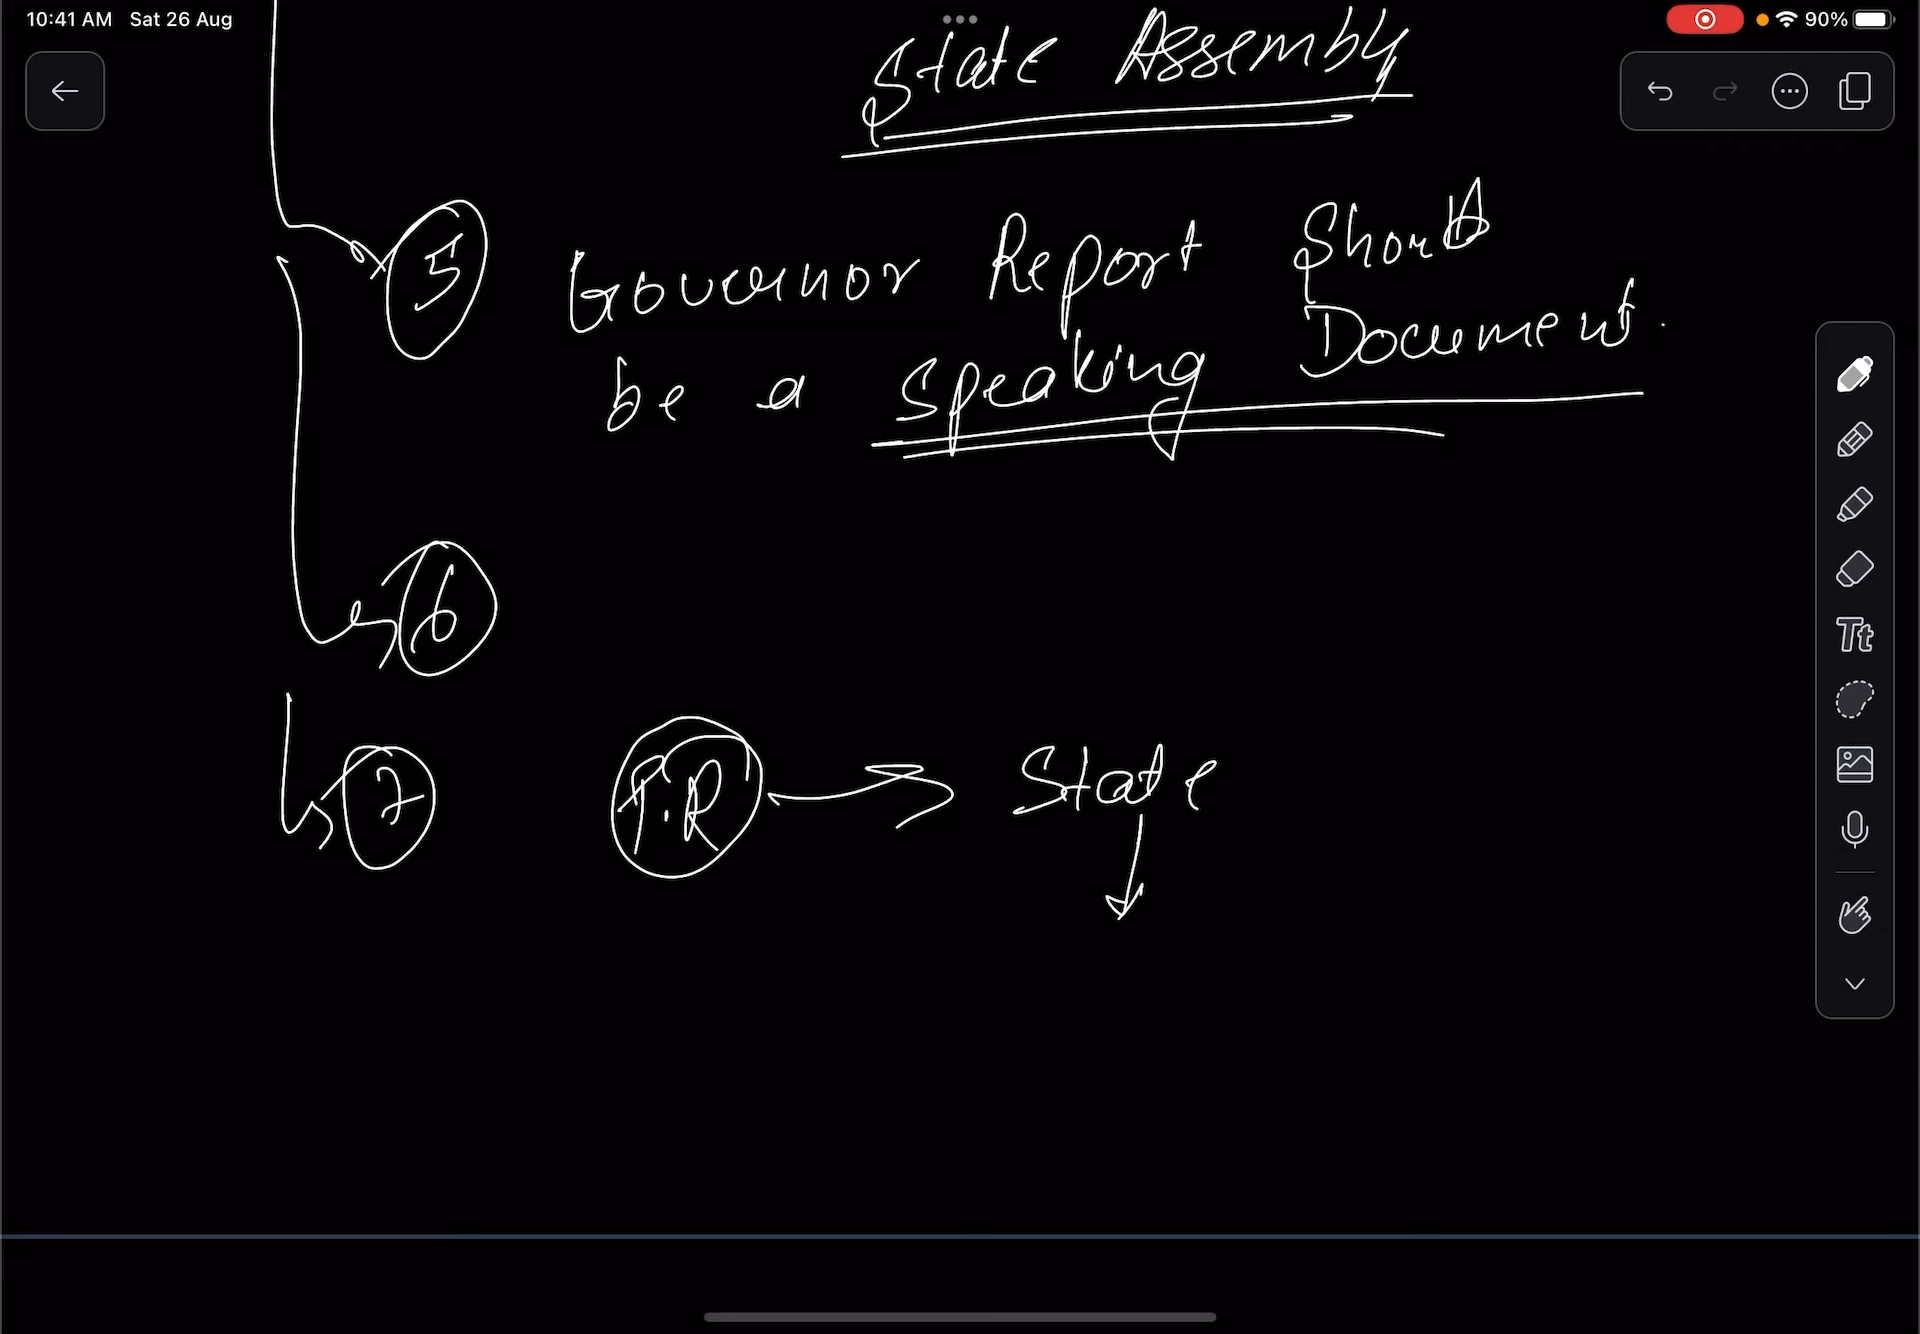 10:41 AM Sat 26 Aug
90%
State Assembly
5 Governor Report Should
be a Speaking Document.
6
7 P.R State
Tt